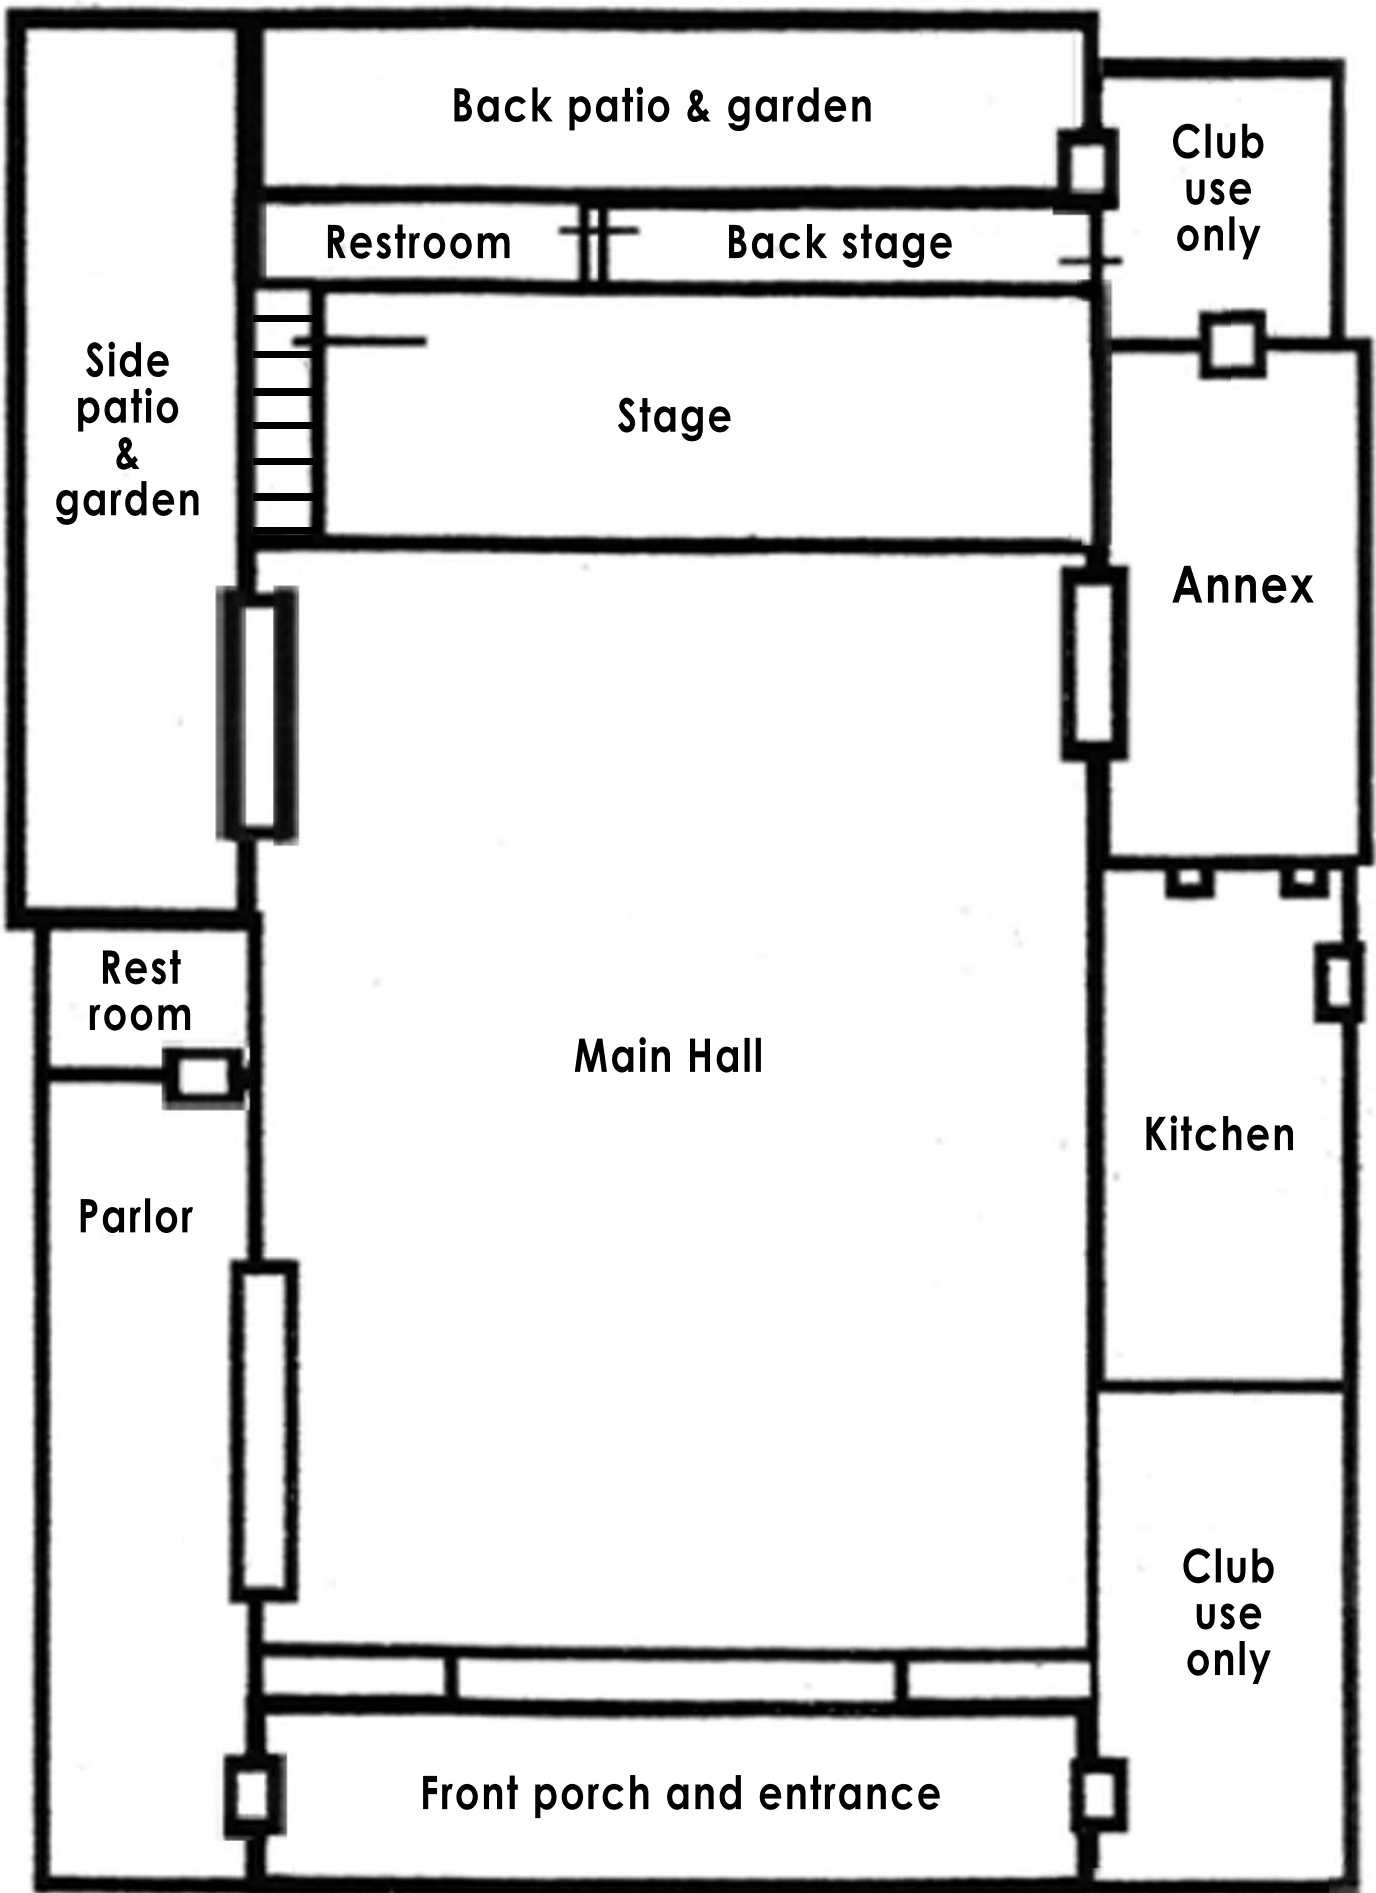 Back patio & garden
Club
use
only
Restroom
Back stage
Side
patio
&
garden
Stage
Annex
Rest
room
Main Hall
Kitchen
Parlor
Club
use
only
Front porch and entrance